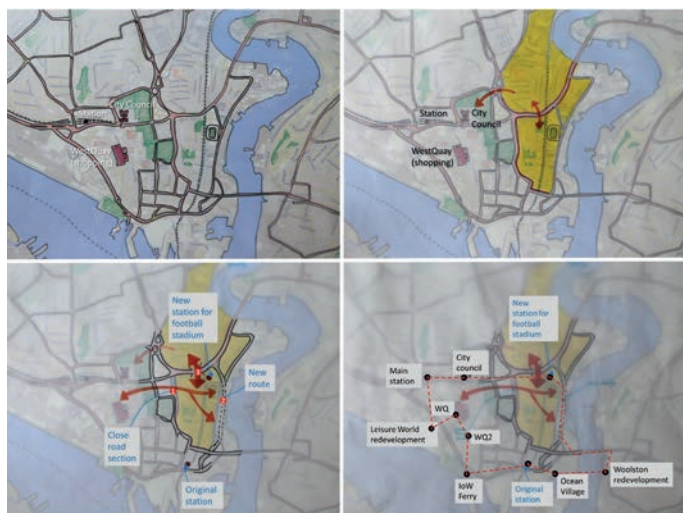 City Council
Station
WestQuay
(shopping)
Station
City
Council
WestQuay
(shopping)
New
station for
football
stadium
New
route
Close
road
section
Original
station
New
station for
football
stadium
City
council
Main
station
WQ
Leisure World
redevelopment
WQ2
IoW
Ferry
Original
station
Ocean
Village
Woolston
redevelopment